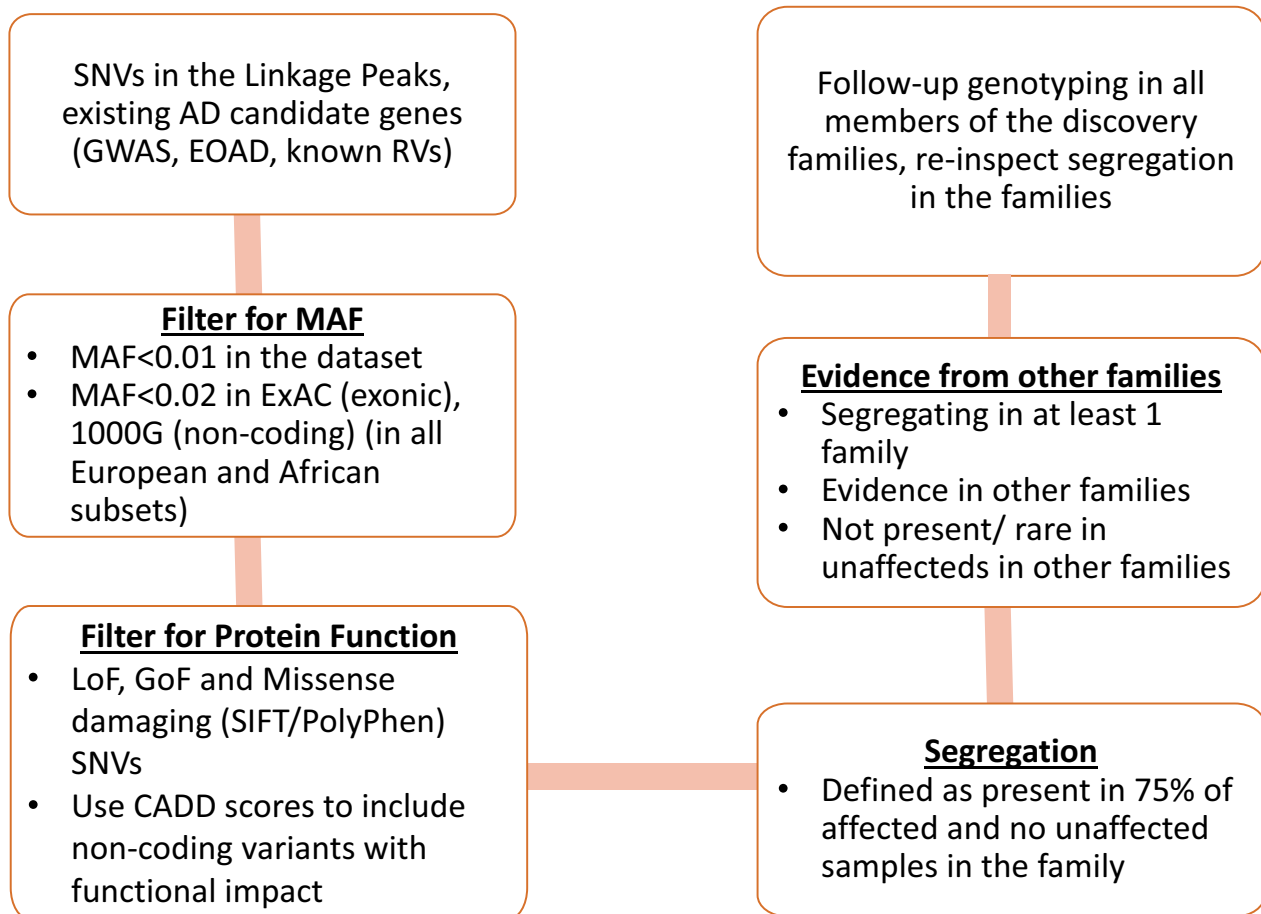 SNVs in the Linkage Peaks,
existing AD candidate genes
(GWAS, EOAD, known RVs)
Filter for MAF
• MAF<0.01 in the dataset
• MAF<0.02 in ExAC (exonic),
1000G (non-coding) (in all
European and African
subsets)
Filter for Protein Function
• LoF, GoF and Missense
damaging (SIFT/PolyPhen)
SNVs
• Use CADD scores to include
non-coding variants with
functional impact
Segregation
• Defined as present in 75% of
affected and no unaffected
samples in the family
Evidence from other families
• Segregating in at least 1
family
• Evidence in other families
• Not present/ rare in
unaffecteds in other families
Follow-up genotyping in all
members of the discovery
families, re-inspect segregation
in the families